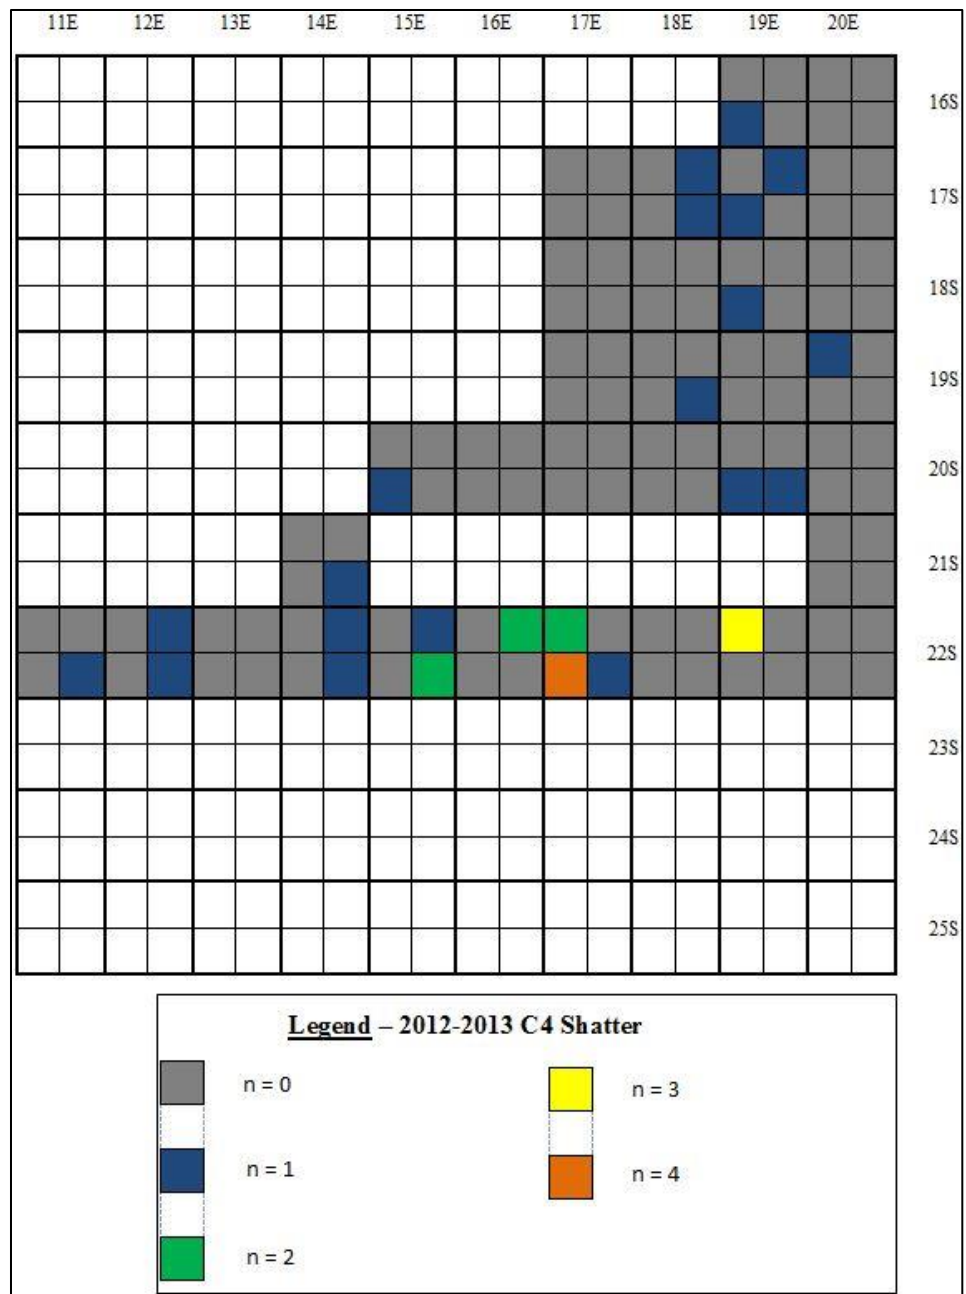 11E 12E 13E 14E 15E 16E 17E 18E 19E 20E
16S
17S
18S
19S
20S
21S
22S
23S
24S
25S
Legend – 2012-2013 C4 Shatter
n = 0
n = 3
n = 1
n = 4
n = 2